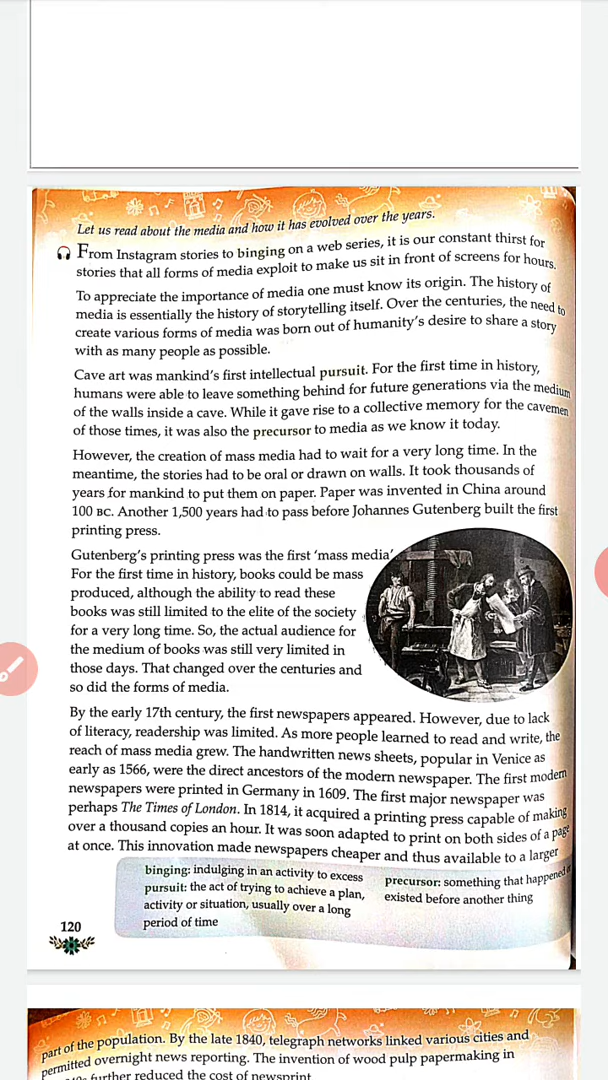 Let us read about the media and how it has evolved over the years.
From Instagram stories to binging on a web series, it is our constant thirst for
stories that all forms of media exploit to make us sit in front of screens for hours.
To appreciate the importance of media one must know its origin. The history of
media is essentially the history of storytelling itself. Over the centuries, the need to
create various forms of media was born out of humanity's desire to share a story
with as many people as possible.
Cave art was mankind's first intellectual pursuit. For the first time in history,
humans were able to leave something behind for future generations via the medium
of the walls inside a cave. While it gave rise to a collective memory for the cavemen
of those times, it was also the precursor to media as we know it today.
However, the creation of mass media had to wait for a very long time. In the
meantime, the stories had to be oral or drawn on walls. It took thousands of
years for mankind to put them on paper. Paper was invented in China around
100 BC. Another 1,500 years had to pass before Johannes Gutenberg built the first
printing press.
Gutenberg's printing press was the first 'mass media'
For the first time in history, books could be mass
produced, although the ability to read these
books was still limited to the elite of the society
for a very long time. So, the actual audience for
the medium of books was still very limited in
those days. That changed over the centuries and
so did the forms of media.
By the early 17th century, the first newspapers appeared. However, due to lack
of literacy, readership was limited. As more people learned to read and write, the
reach of mass media grew. The handwritten news sheets, popular in Venice as
early as 1566, were the direct ancestors of the modern newspaper. The first modern
newspapers were printed in Germany in 1609. The first major newspaper was
perhaps The Times of London. In 1814, it acquired a printing press capable of making
over a thousand copies an hour. It was soon adapted to print on both sides of a page
at once. This innovation made newspapers cheaper and thus available to a larger
binging: indulging in an activity to excess
pursuit: the act of trying to achieve a plan,
activity or situation, usually over a long
period of time
precursor: something that happened or
existed before another thing
120
part of the population. By the late 1840, telegraph networks linked various cities and
permitted overnight news reporting. The invention of wood pulp papermaking in
further reduced the cost of newsprint